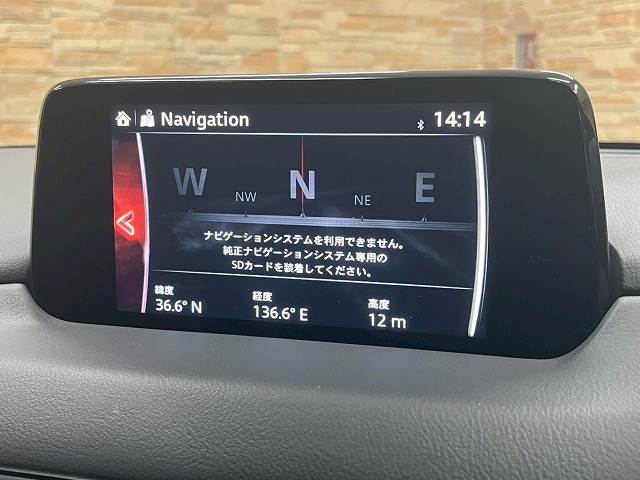 Navigation 14:14
W NW N NE E
ナビゲーションシステムを利用できません。
純正ナビゲーションシステム専用の
SDカードを装着してください。
緯度 経度 高度
36.6° N 136.6° E 12 m